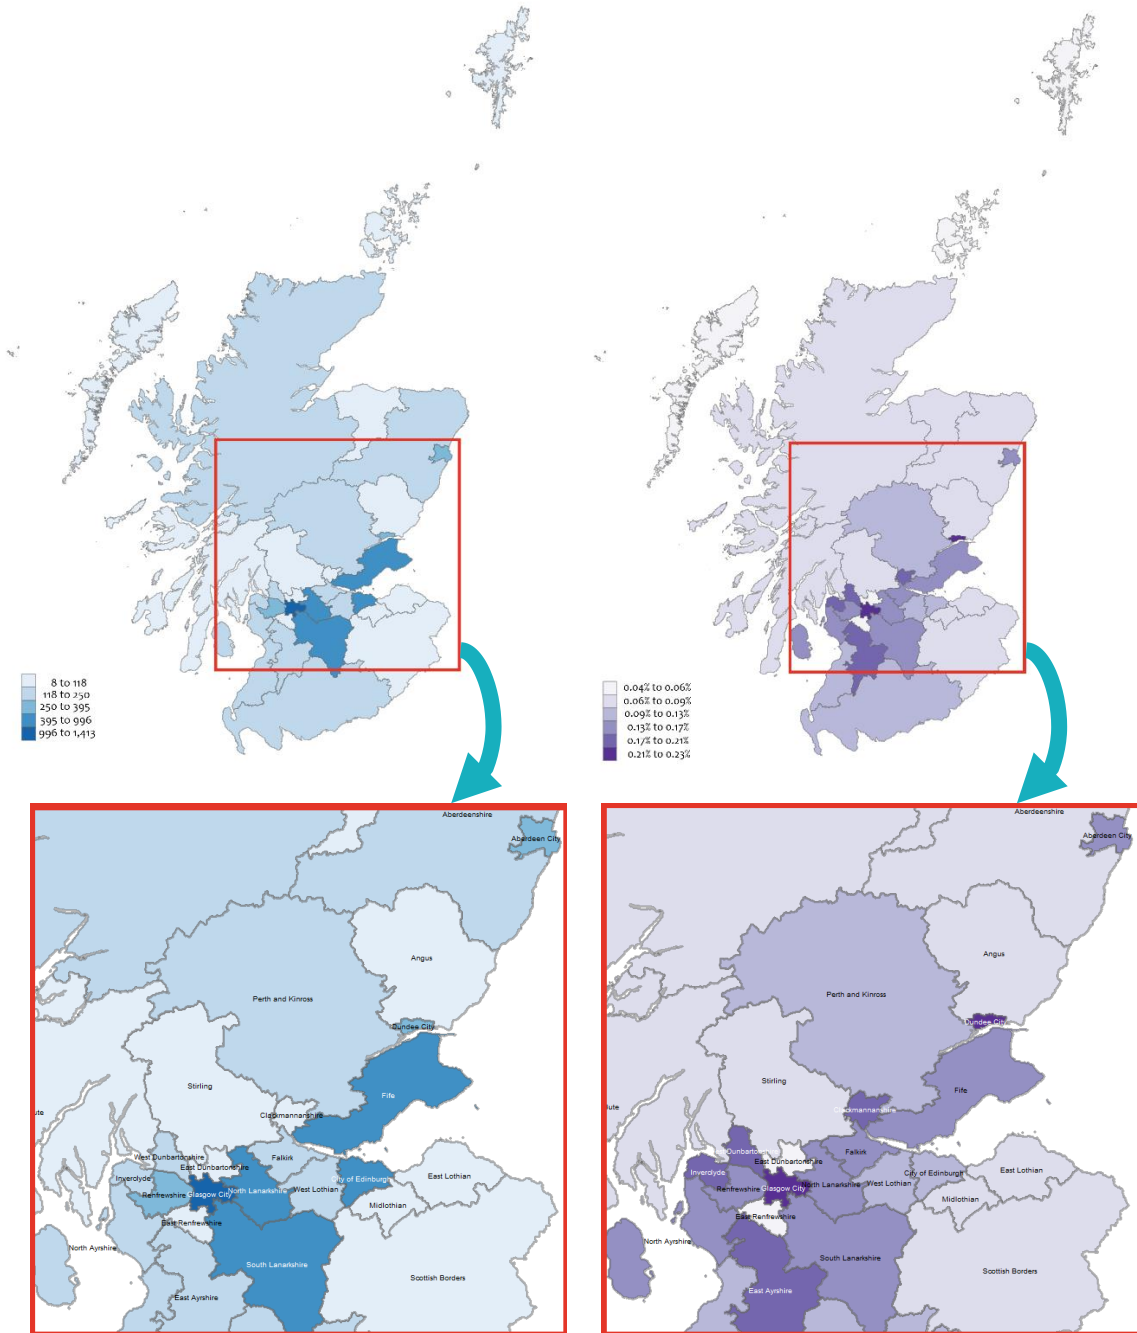 8 to 118
118 to 250
250 to 395
395 to 996
996 to 1,413
0.04% to 0.06%
0.06% to 0.09%
0.09% to 0.13%
0.13% to 0.17%
0.17% to 0.21%
0.21% to 0.23%
Aberdeenshire
Aberdeen City
Angus
Perth and Kinross
Dundee City
Stirling
Fife
Clackmannanshire
ute
West Dunbartonshire
East Dunbartonshire
Falkirk
Inverclyde
Renfrewshire
Glasgow City
North Lanarkshire
West Lothian
City of Edinburgh
East Lothian
Midlothian
East Renfrewshire
North Ayrshire
South Lanarkshire
East Ayrshire
Scottish Borders
Aberdeenshire
Aberdeen City
Angus
Perth and Kinross
Dundee City
Stirling
Fife
Clackmannanshire
ute
East Dunbartonshire
Falkirk
Inverclyde
Renfrewshire
Glasgow City
North Lanarkshire
West Lothian
City of Edinburgh
East Lothian
Midlothian
East Renfrewshire
North Ayrshire
South Lanarkshire
East Ayrshire
Scottish Borders